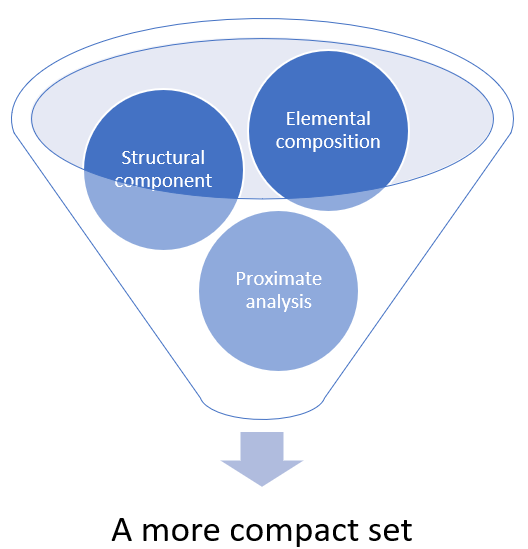 Elemental
composition
Structural
component
Proximate
analysis
A more compact set